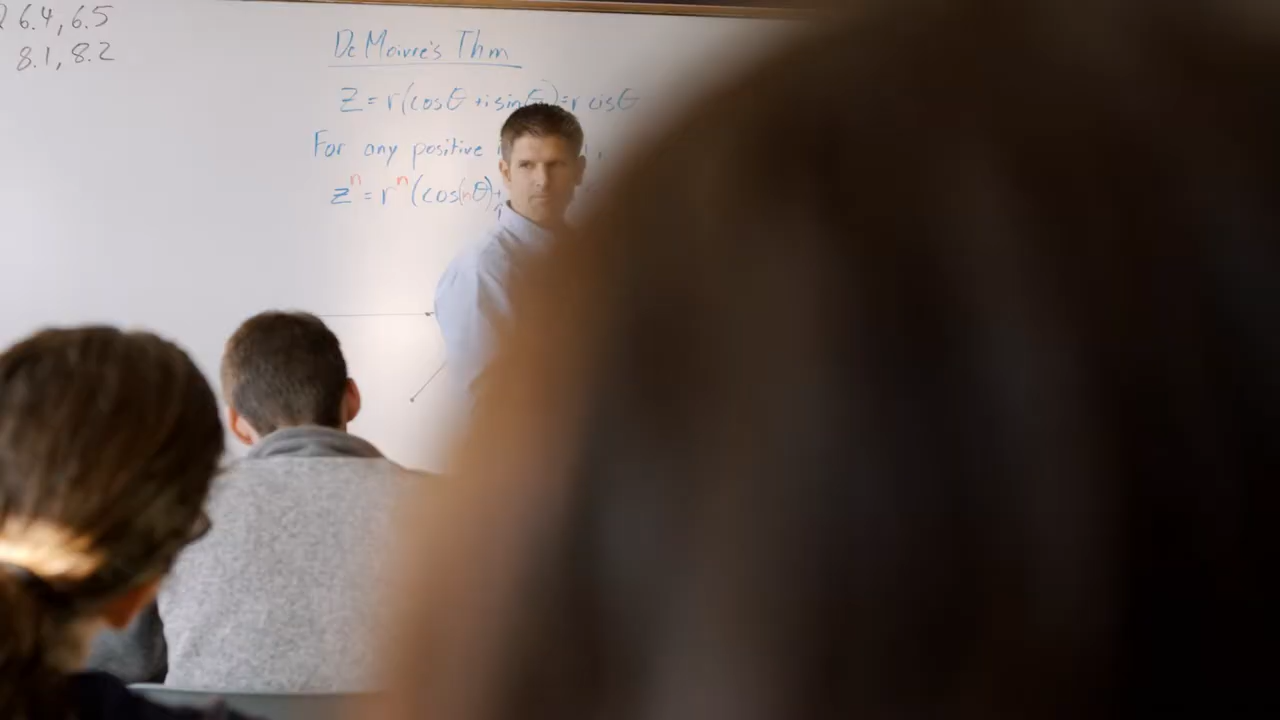 6.4, 6.5
8.1, 8.2
De Moivre's Thm
Z = r(cosθ + i sinθ) = r cisθ
For any positive
z^n = r^n (cos(nθ) +